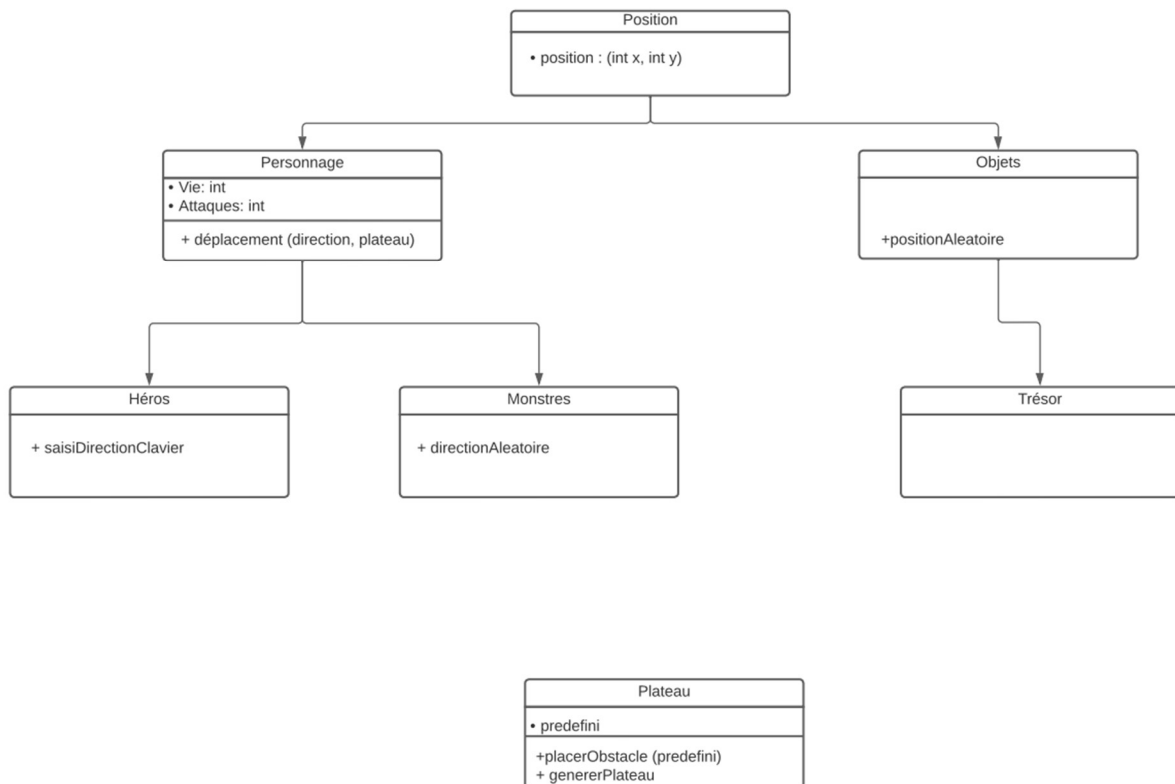 Position
• position : (int x, int y)
Personnage
• Vie: int
• Attaques: int
+ déplacement (direction, plateau)
Objets
+positionAleatoire
Héros
+ saisiDirectionClavier
Monstres
+ directionAleatoire
Trésor
Plateau
• predefini
+placerObstacle (predefini)
+ genererPlateau